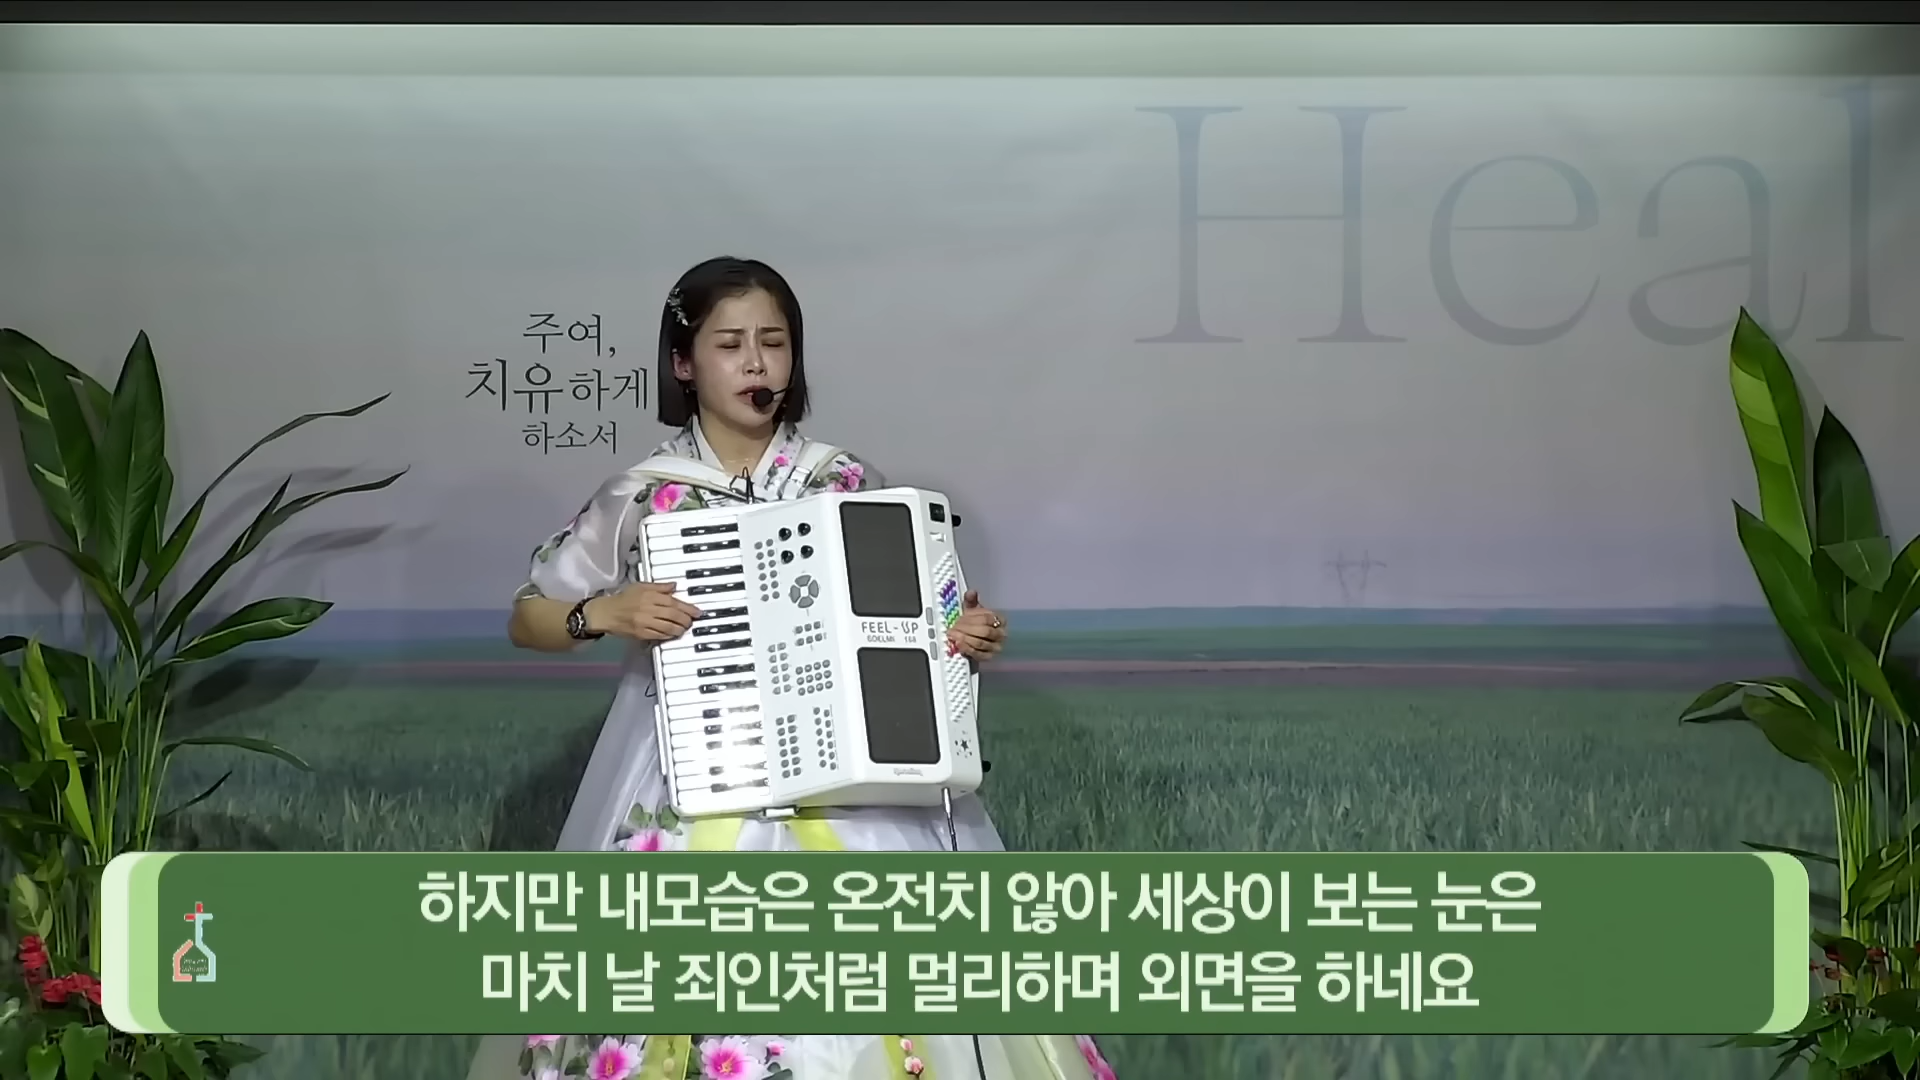 Heal
주여,
치유하게
하소서
FEEL-UP
하지만 내모습은 온전치 않아 세상이 보는 눈은
마치 날 죄인처럼 멀리하며 외면을 하네요